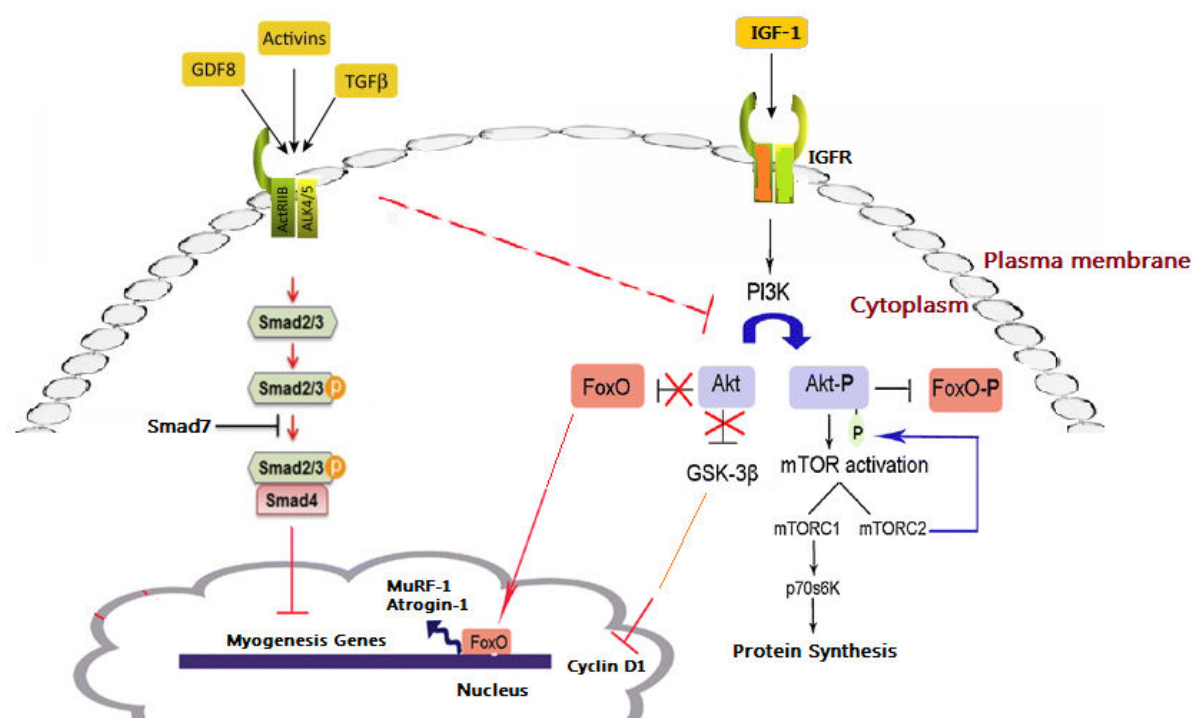 Activins
GDF8
TGFβ
IGF-1
ActRIIB
ALK4/5
IGFR
Plasma membrane
Cytoplasm
PI3K
Smad2/3
Smad2/3 P
Smad7
Smad2/3 P
Smad4
FoxO
Akt
Akt-P
FoxO-P
P
GSK-3β
mTOR activation
mTORC1
mTORC2
p70s6K
Protein Synthesis
MuRF-1
Atrogin-1
Myogenesis Genes
FoxO
Cyclin D1
Nucleus